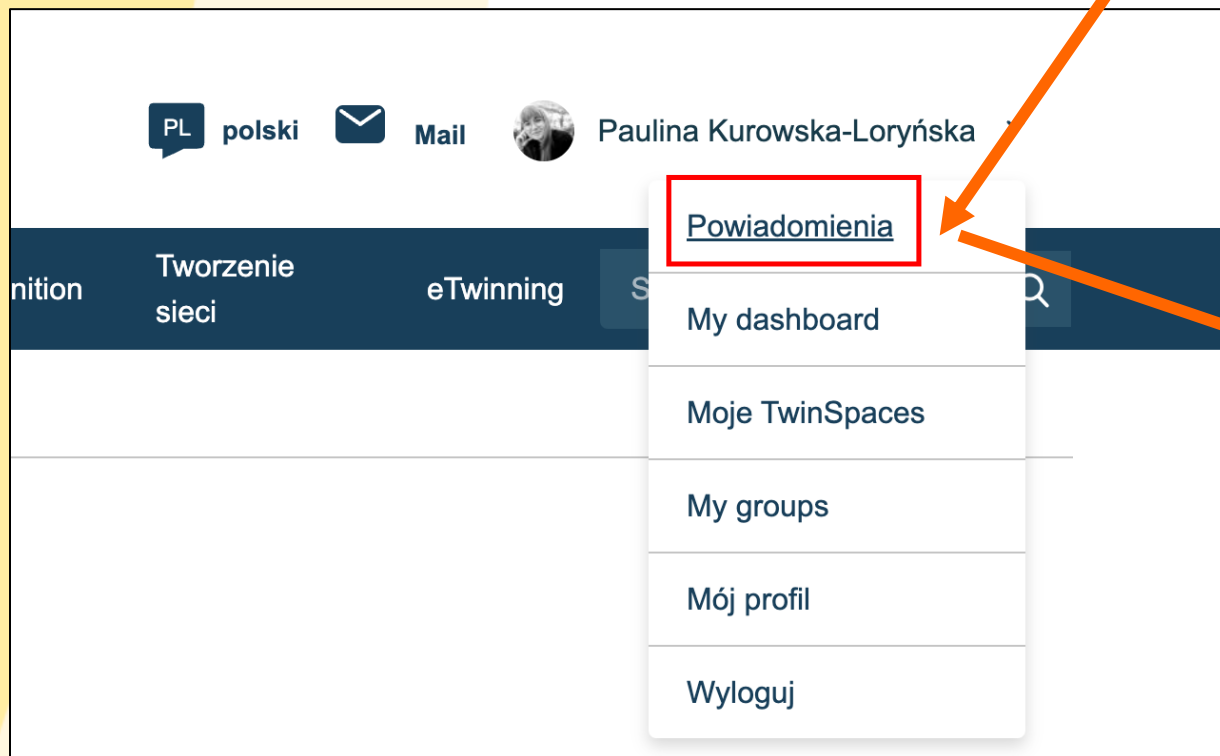 PL polski Mail Paulina Kurowska-Loryńska
Powiadomienia
nition
Tworzenie
sieci
eTwinning
S
My dashboard
Moje TwinSpaces
My groups
Mój profil
Wyloguj